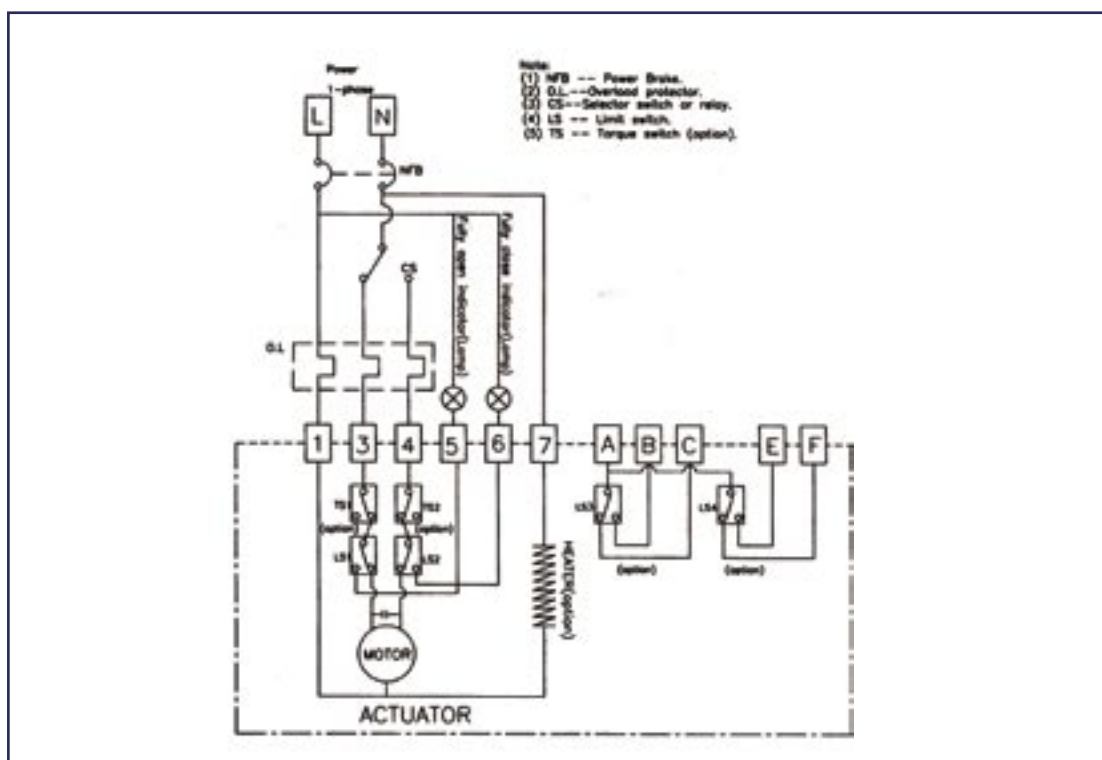 Power
1-phase
L
N
NFB
Note:
(1) NFB -- Power Brake.
(2) O.L.--Overload protector.
(3) CS--Selector switch or relay.
(4) LS -- Limit switch.
(5) TS -- Torque switch (option).
CS
O.L
Fully open indicator(Lamp)
Fully close indicator(Lamp)
1
3
4
5
6
7
A
B
C
E
F
TS1
TS2
(option)
(option)
LS1
LS2
LS3
LS4
(option)
(option)
HEATER(option)
MOTOR
ACTUATOR